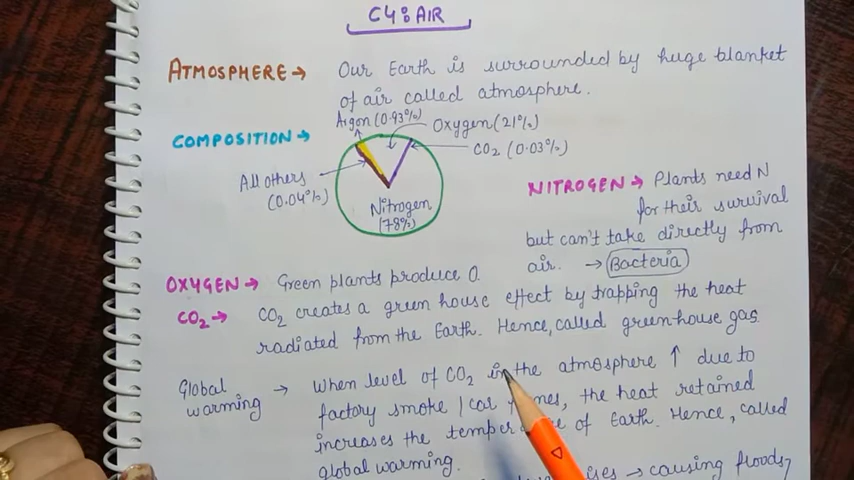 C4: AIR
ATMOSPHERE → Our Earth is surrounded by huge blanket
of air called atmosphere.
COMPOSITION →
Argon (0.93%)
Oxygen (21%)
CO2 (0.03%)
All others
(0.04%)
Nitrogen
(78%)
NITROGEN → Plants need N
for their survival
but can't take directly from
air. → Bacteria
OXYGEN → Green plants produce O.
CO2 → CO2 creates a green house effect by trapping the heat
radiated from the Earth. Hence, called greenhouse gas
Global
warming → When level of CO2 in the atmosphere ↑ due to
factory smoke / car the heat retained
increases the of Earth. Hence, called
global warming.
→ causing floods,